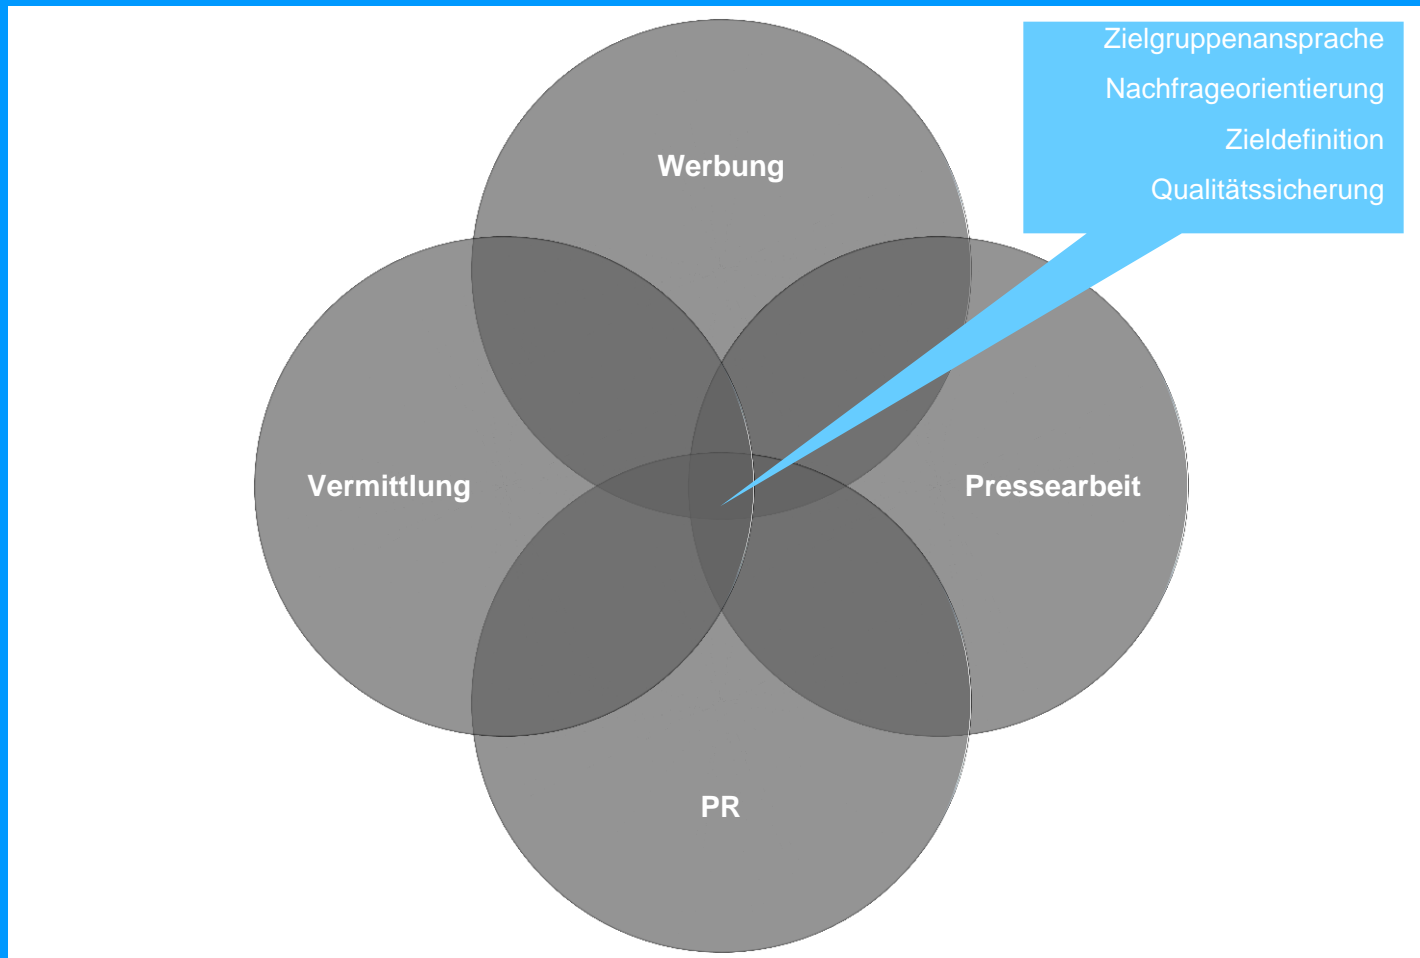 Zielgruppenansprache
Nachfrageorientierung
Zieldefinition
Qualitätssicherung
Werbung
Vermittlung
Pressearbeit
PR